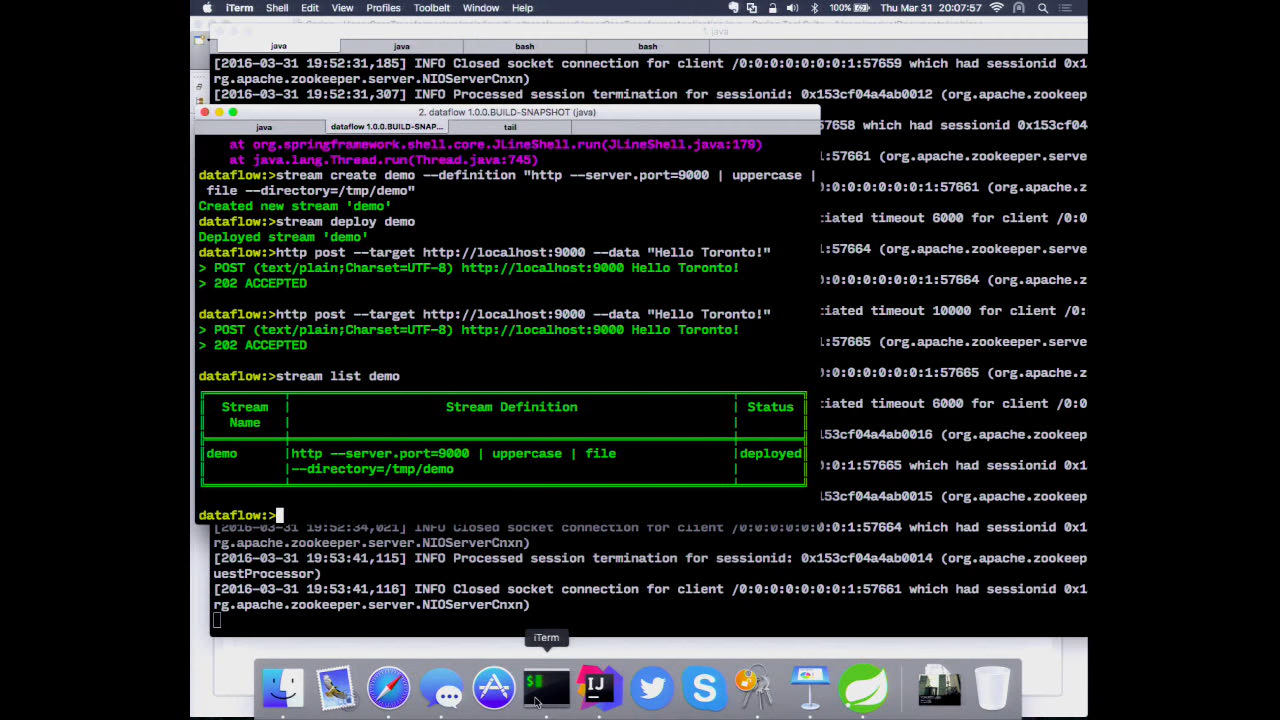 iTerm Shell Edit View Profiles Toolbelt Window Help 100% Thu Mar 31 20:07:57
1. java
java java bash bash
[2016-03-31 19:52:31,185] INFO Closed socket connection for client /0:0:0:0:0:0:0:1:57659 which had sessionid 0x1
rg.apache.zookeeper.server.NIOServerCnxn)
[2016-03-31 19:52:31,307] INFO Processed session termination for sessionid: 0x153cf04a4ab0012 (org.apache.zookeep
2. dataflow 1.0.0.BUILD-SNAPSHOT (java)
java dataflow 1.0.0.BUILD-SNAP... tail
at org.springframework.shell.core.JLineShell.run(JLineShell.java:179)
at java.lang.Thread.run(Thread.java:745)
dataflow:>stream create demo --definition "http --server.port=9000 | uppercase |
file --directory=/tmp/demo"
Created new stream 'demo'
dataflow:>stream deploy demo
Deployed stream 'demo'
dataflow:>http post --target http://localhost:9000 --data "Hello Toronto!"
> POST (text/plain;Charset=UTF-8) http://localhost:9000 Hello Toronto!
> 202 ACCEPTED
dataflow:>http post --target http://localhost:9000 --data "Hello Toronto!"
> POST (text/plain;Charset=UTF-8) http://localhost:9000 Hello Toronto!
> 202 ACCEPTED
dataflow:>stream list demo
Stream Stream Definition Status
Name
demo http --server.port=9000 | uppercase | file deployed
--directory=/tmp/demo
dataflow:>
57658 which had sessionid 0x1
:57661 (org.apache.z
:0:0:0:0:0:0:1:57661
ciated timeout 6000 for client /0:0
:0:0:0:0:0:1:57664 (org.apache.z
53cf04a4ab0013 (org.apache.zookeeper.serve
:0:0:0:0:0:0:1:57664
ciated timeout 10000 for client /0:
:57665 (org.apache.z
:0:0:0:0:0:0:1:57665
ciated timeout 6000 for client /0:0
53cf04a4ab0016 (org.apache.zookeep
:57665 which had sessionid 0x1
53cf04a4ab0015 (org.apache.zookeep
[2016-03-31 19:52:34,021] INFO Closed socket connection for client /0:0:0:0:0:0:0:1:57664 which had sessionid 0x1
rg.apache.zookeeper.server.NIOServerCnxn)
[2016-03-31 19:53:41,115] INFO Processed session termination for sessionid: 0x153cf04a4ab0014 (org.apache.zookeep
uestProcessor)
[2016-03-31 19:53:41,116] INFO Closed socket connection for client /0:0:0:0:0:0:0:1:57661 which had sessionid 0x1
rg.apache.zookeeper.server.NIOServerCnxn)
iTerm